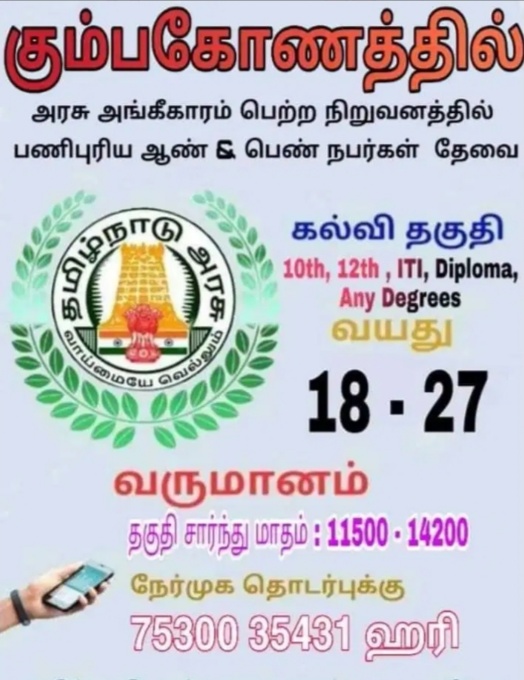 கும்பகோணத்தில்
அரசு அங்கீகாரம் பெற்ற நிறுவனத்தில்
பணிபுரிய ஆண் & பெண் நபர்கள் தேவை
தமிழ்நாடு அரசு
வாய்மையே வெல்லும்
கல்வி தகுதி
10th, 12th , ITI, Diploma,
Any Degrees
வயது
18 - 27
வருமானம்
தகுதி சார்ந்து மாதம் : 11500 - 14200
நேர்முக தொடர்புக்கு
75300 35431 ஹரி